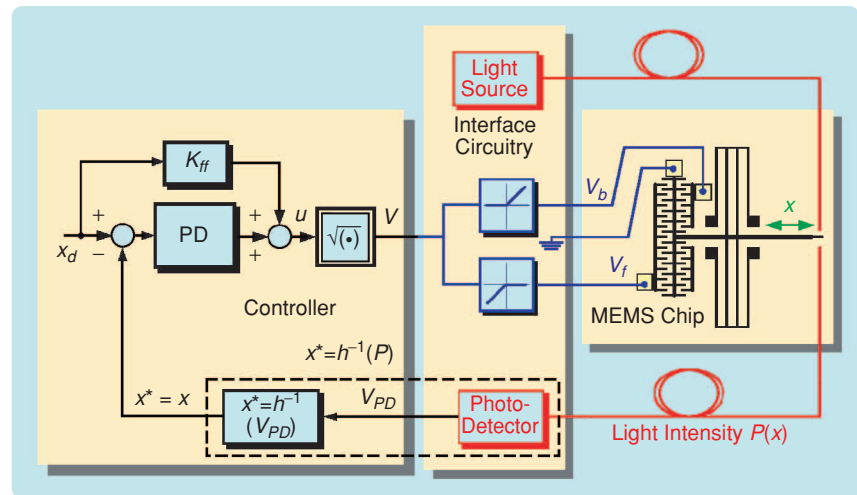 Light
Source
Interface
Circuitry
K_ff
u
V
V_b
x
+
x_d
−
PD
+
+
√(•)
V_f
Controller
MEMS Chip
x*=h⁻¹(P)
x* = x
x*=h⁻¹
(V_PD)
V_PD
Photo-
Detector
Light Intensity P(x)